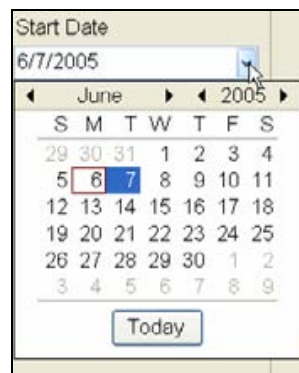 Start Date
6/7/2005
June 2005
S M T W T F S
29 30 31 1 2 3 4
5 6 7 8 9 10 11
12 13 14 15 16 17 18
19 20 21 22 23 24 25
26 27 28 29 30 1 2
3 4 5 6 7 8 9
Today